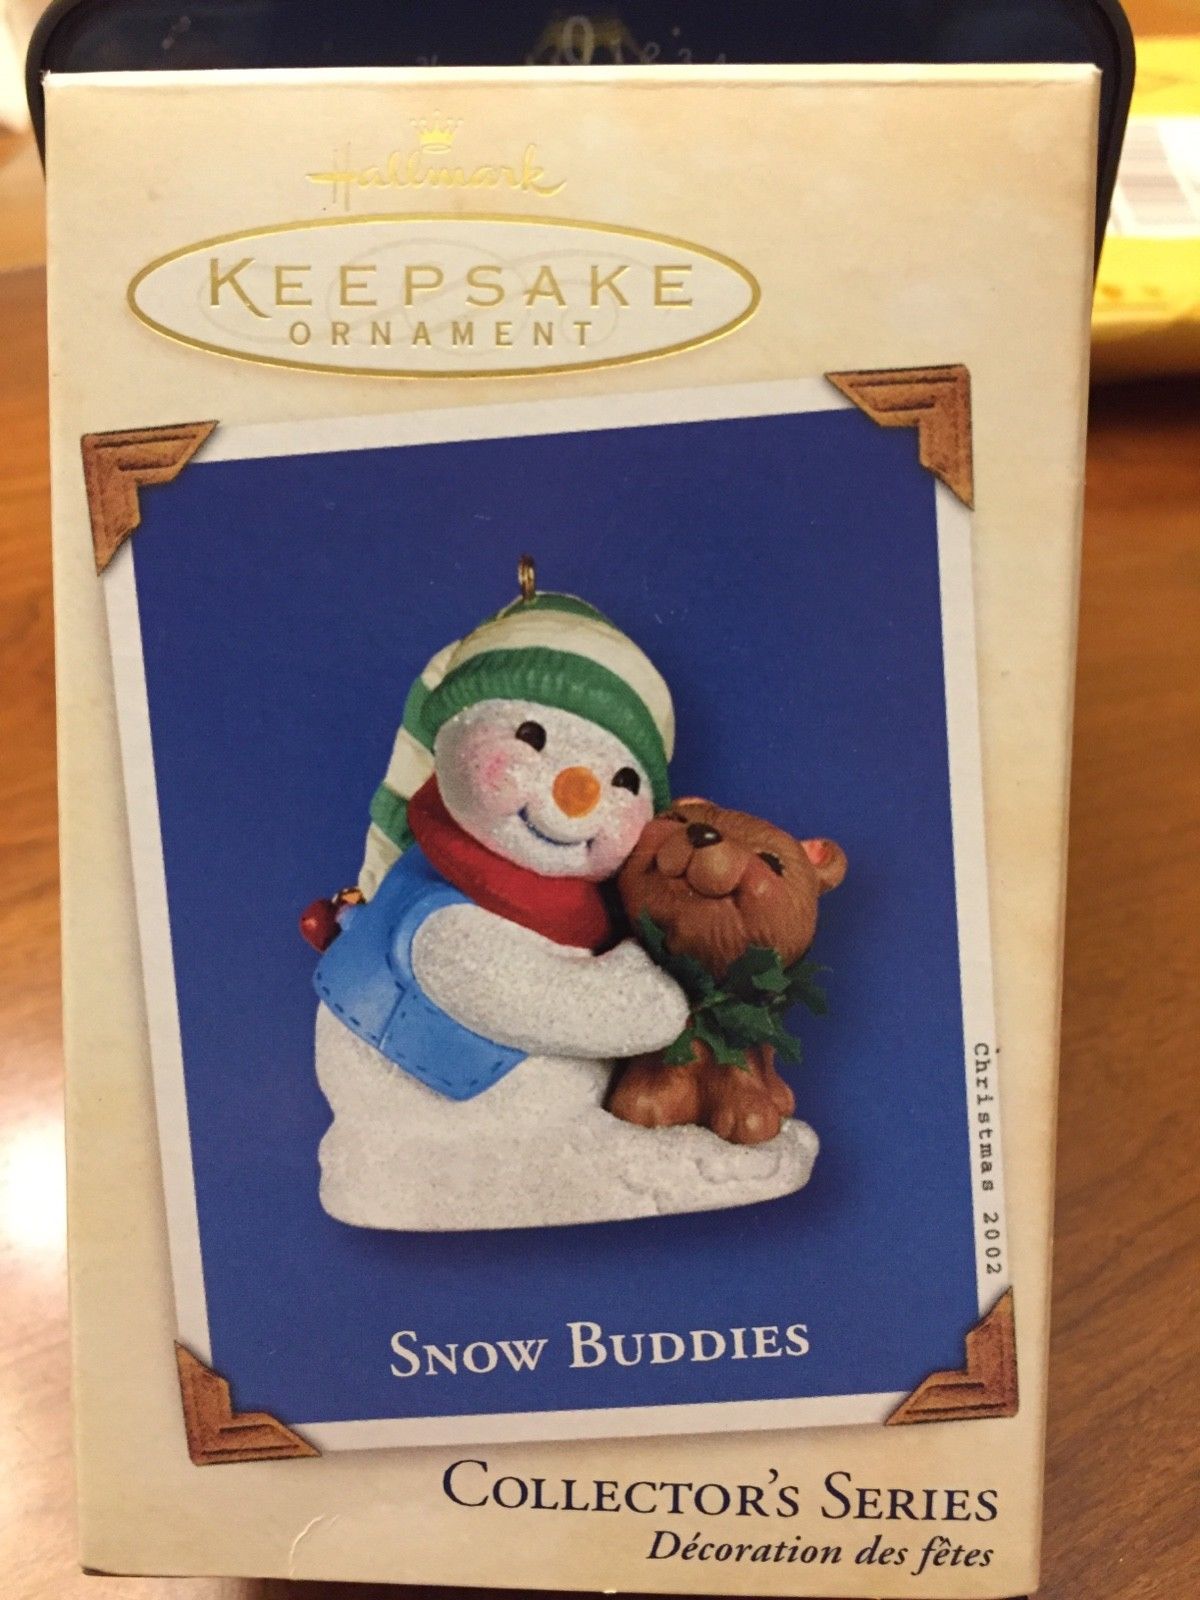 Hallmark
KEEPSAKE
ORNAMENT
Christmas 2002
SNOW BUDDIES
COLLECTOR'S SERIES
Décoration des fêtes